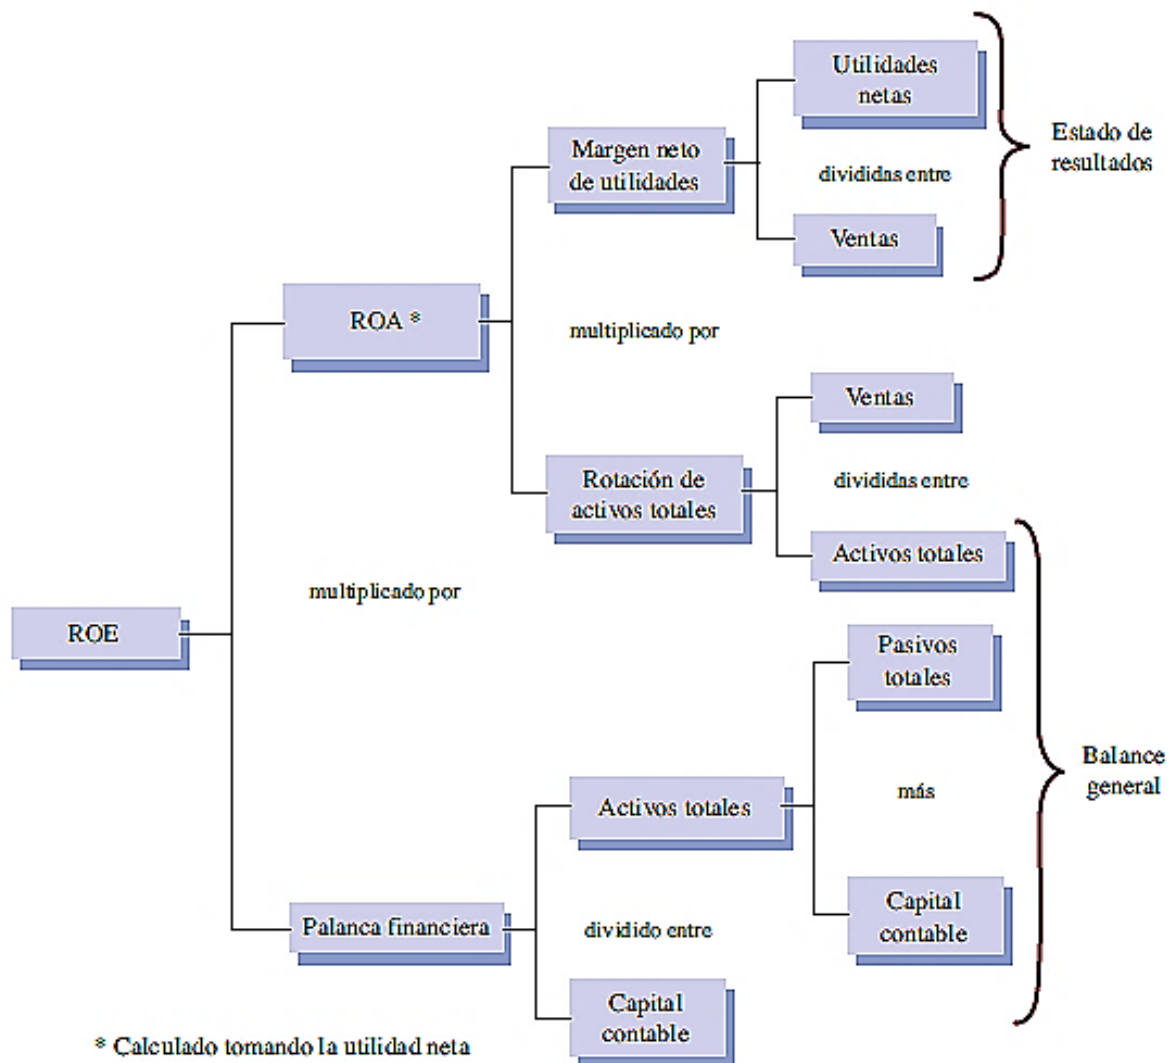 Utilidades
netas
Estado de
resultados
Margen neto
de utilidades
divididas entre
Ventas
ROA *
multiplicado por
Ventas
Rotación de
activos totales
divididas entre
Activos totales
multiplicado por
ROE
Pasivos
totales
Balance
general
Activos totales
más
Palanca financiera
dividido entre
Capital
contable
Capital
contable
* Calculado tomando la utilidad neta